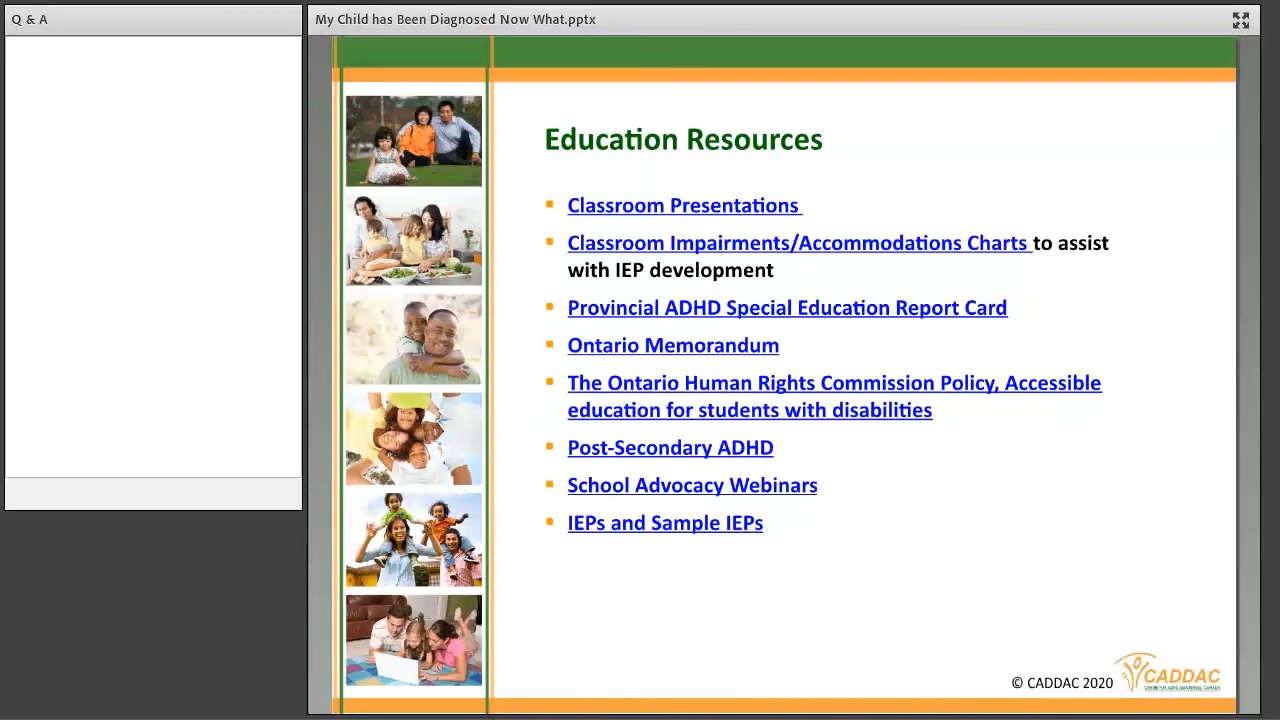 Q & A
My Child has Been Diagnosed Now What.pptx
Education Resources
Classroom Presentations
Classroom Impairments/Accommodations Charts to assist
with IEP development
Provincial ADHD Special Education Report Card
Ontario Memorandum
The Ontario Human Rights Commission Policy, Accessible
education for students with disabilities
Post-Secondary ADHD
School Advocacy Webinars
IEPs and Sample IEPs
© CADDAC 2020
CADDAC